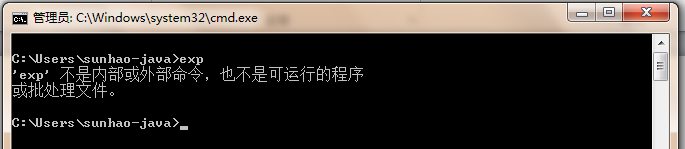 管理员: C:\Windows\system32\cmd.exe
C:\Users\sunhao-java>exp
'exp' 不是内部或外部命令，也不是可运行的程序
或批处理文件。
C:\Users\sunhao-java>_